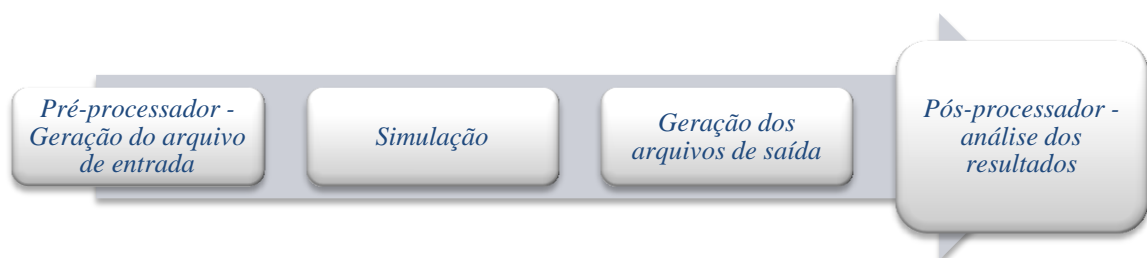 Pré-processador -
Geração do arquivo
de entrada
Simulação
Geração dos
arquivos de saída
Pós-processador -
análise dos
resultados